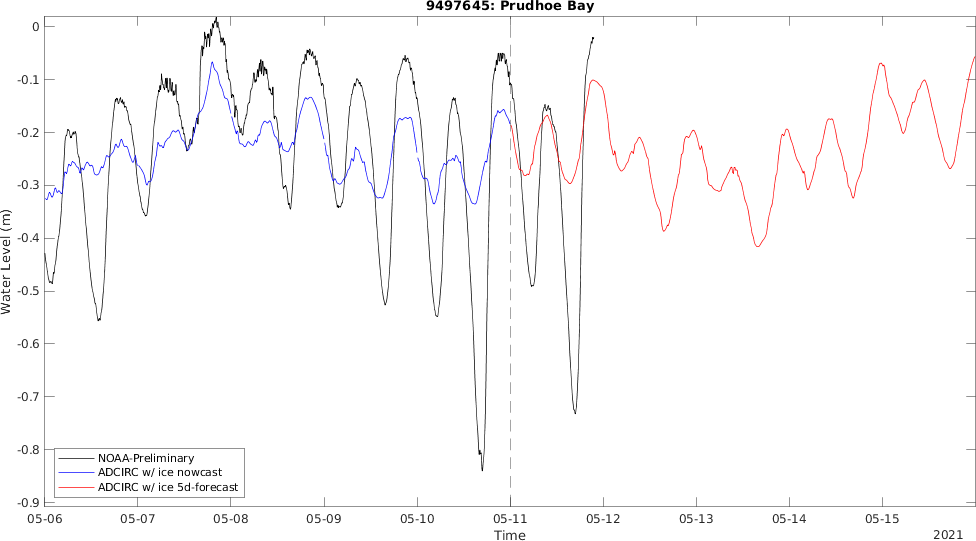 9497645: Prudhoe Bay
0
-0.1
-0.2
-0.3
-0.4
-0.5
-0.6
-0.7
-0.8
-0.9
Water Level (m)
NOAA-Preliminary
ADCIRC w/ ice nowcast
ADCIRC w/ ice 5d-forecast
05-06 05-07 05-08 05-09 05-10 05-11 05-12 05-13 05-14 05-15
Time
2021